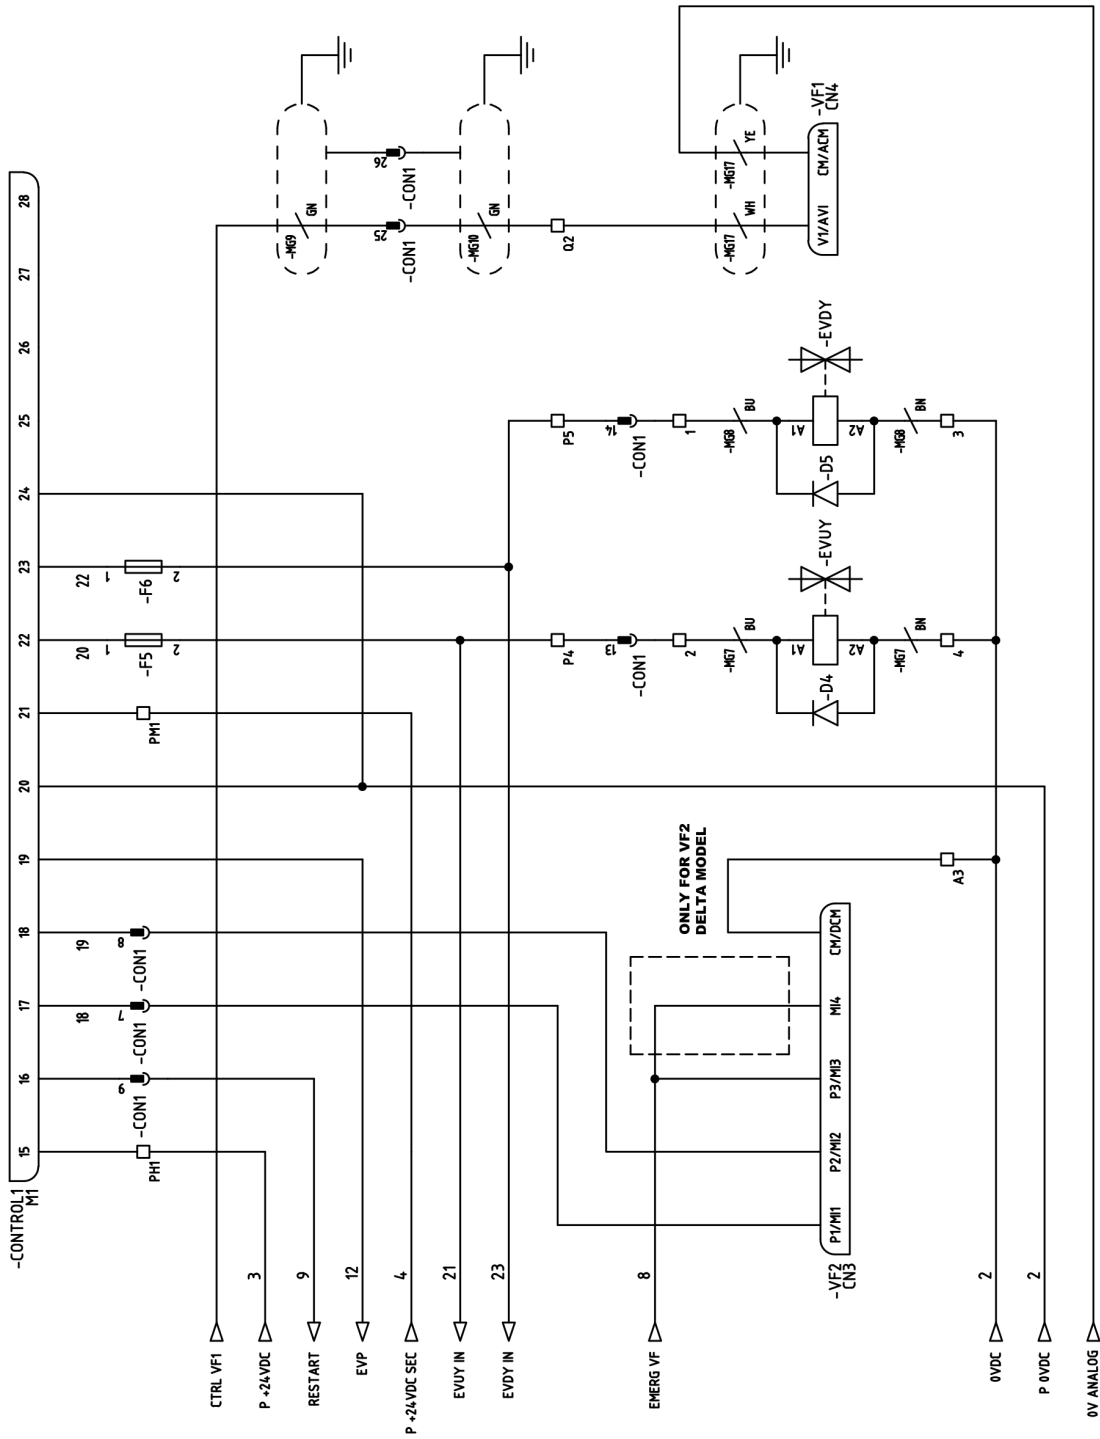 -CONTROL1
M1
15
16
17
18
19
20
21
22
23
24
25
26
27
28
PH1
9
-CON1
18
7
-CON1
19
8
-CON1
PM1
20
1
-F5
2
22
1
-F6
2
-MG9
GN
25
-CON1
26
-CON1
-MG10
GN
Q2
-MG17
WH
-MG17
YE
-VF1
CN4
V1/AVI
CM/ACM
P5
14
-CON1
1
-MG8
BU
A1
A2
-D5
-EVDY
-MG8
BN
3
P4
13
-CON1
2
-MG7
BU
A1
A2
-D4
-EVUY
-MG7
BN
4
A3
ONLY FOR VF2
DELTA MODEL
-VF2
CN3
P1/MI1
P2/MI2
P3/MI3
MI4
CM/DCM
CTRL VF1
P +24VDC
3
RESTART
9
EVP
12
P +24VDC SEC
4
EVUY IN
21
EVDY IN
23
EMERG VF
8
0VDC
2
P 0VDC
2
0V ANALOG